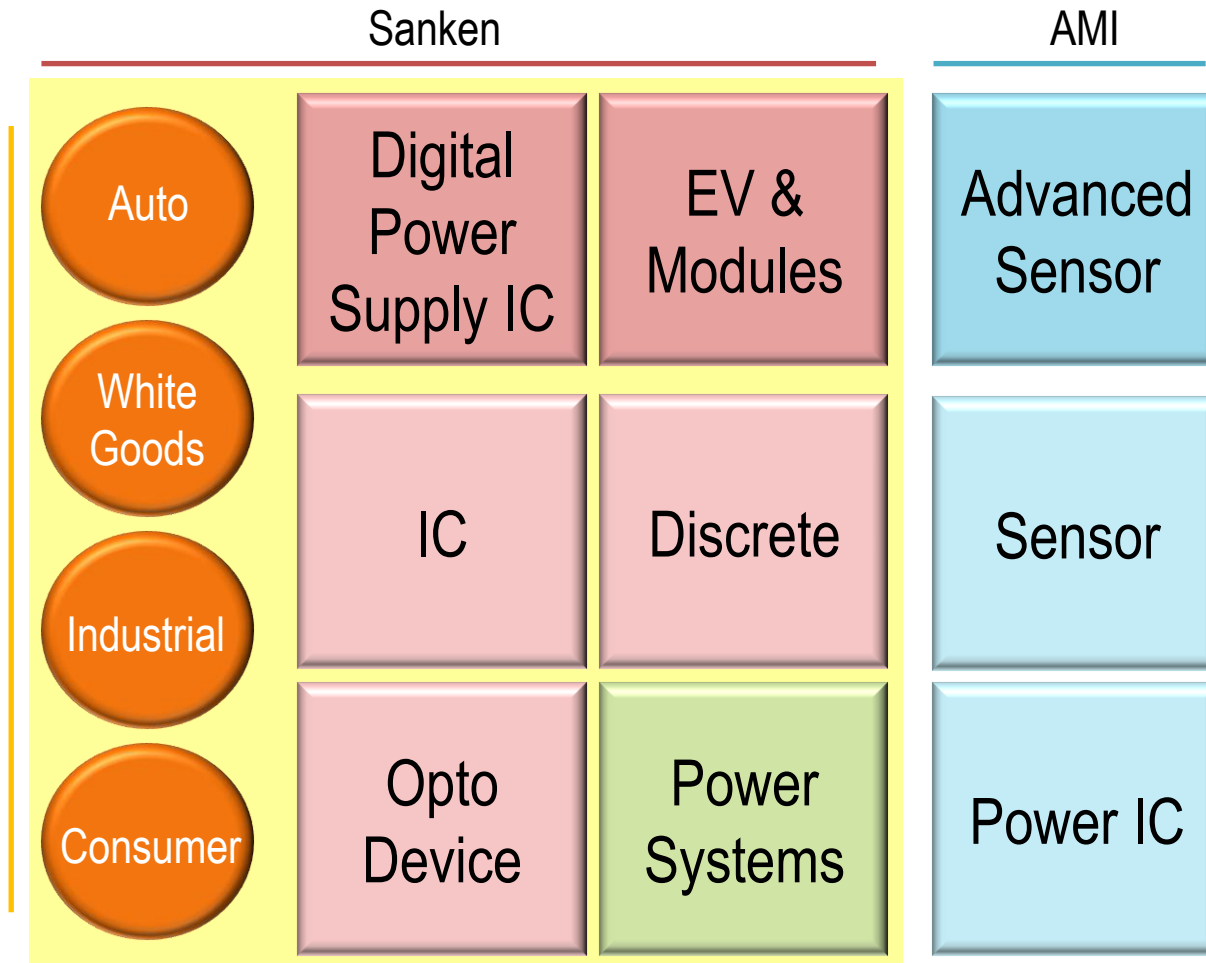 Sanken
AMI
Auto
White
Goods
Industrial
Consumer
Digital
Power
Supply IC
EV &
Modules
Advanced
Sensor
IC
Discrete
Sensor
Opto
Device
Power
Systems
Power IC